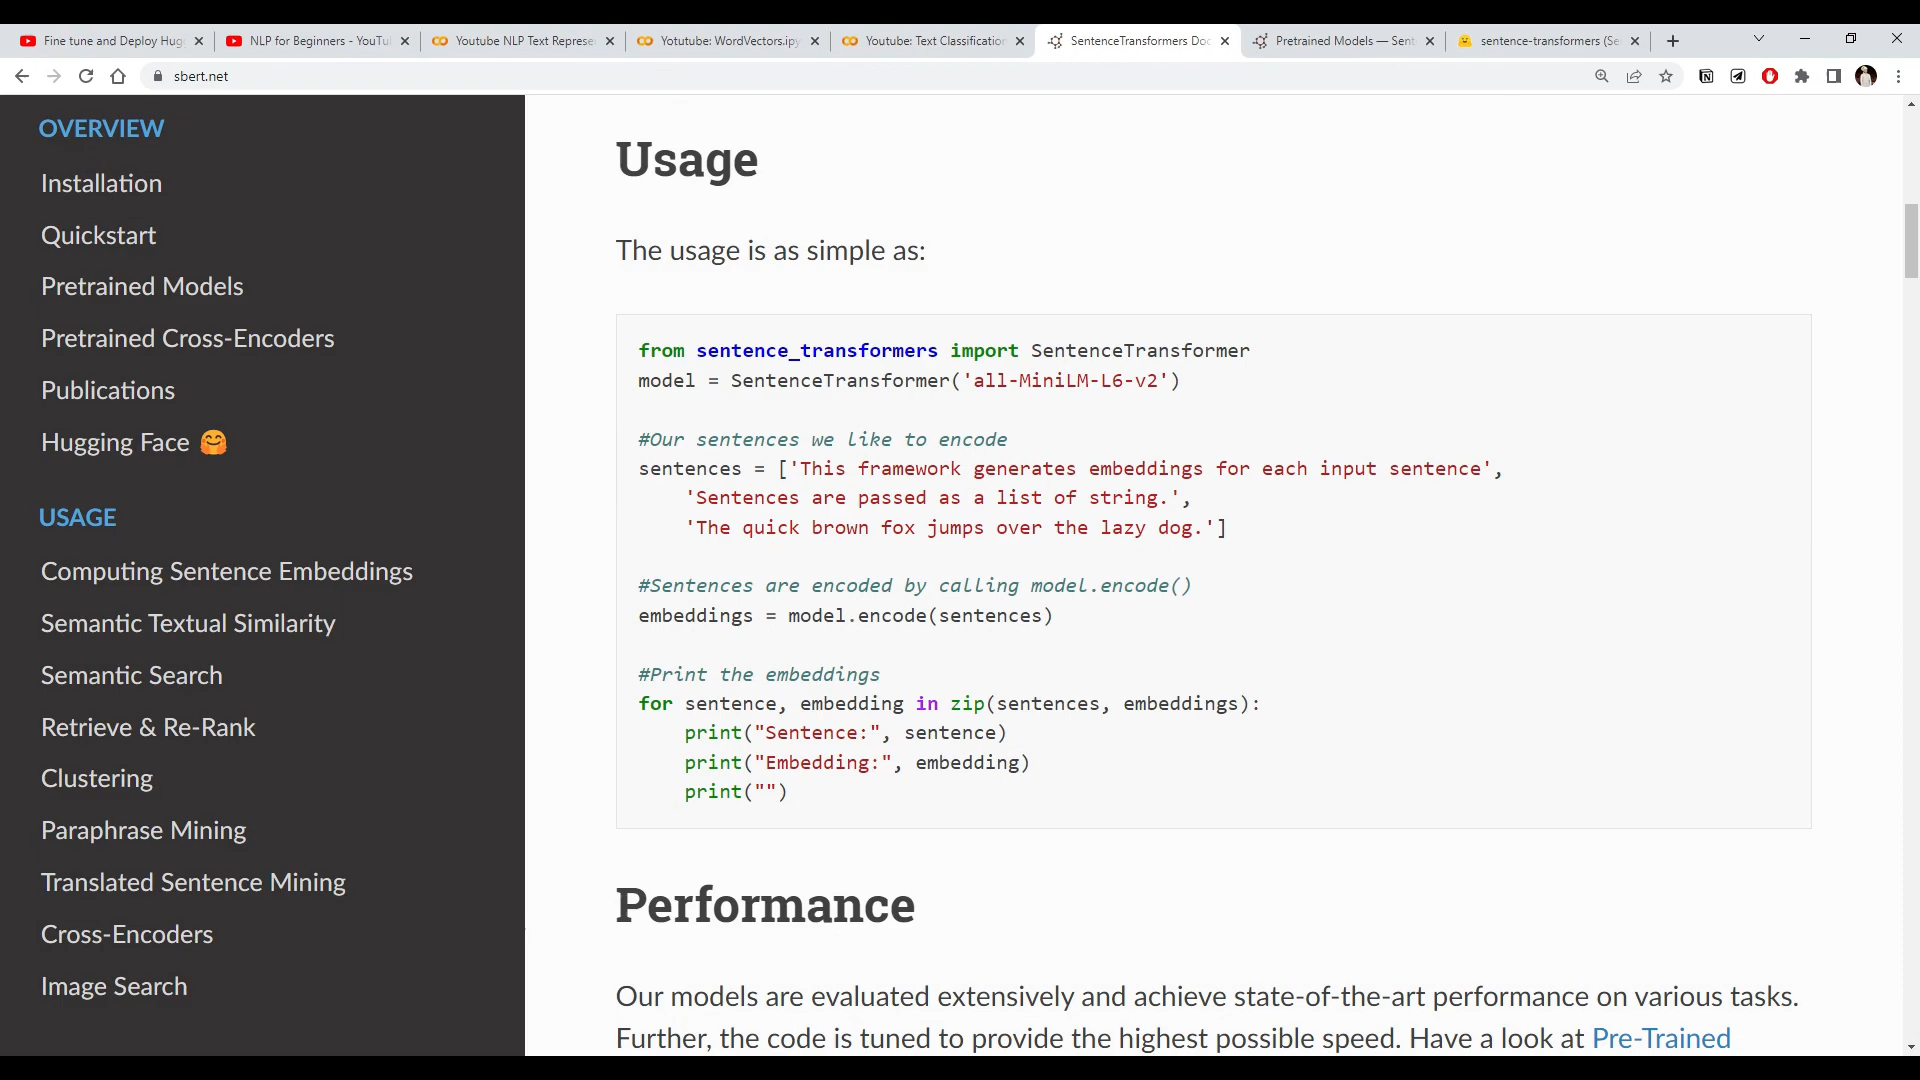 Fine tune and Deploy Hug
NLP for Beginners - YouTu
Youtube NLP Text Represe
Yotutube: WordVectors.ipy
Youtube: Text Classification
SentenceTransformers Doc
Pretrained Models — Sent
sentence-transformers (Se
sbert.net
OVERVIEW
Installation
Quickstart
Pretrained Models
Pretrained Cross-Encoders
Publications
Hugging Face 🤗
USAGE
Computing Sentence Embeddings
Semantic Textual Similarity
Semantic Search
Retrieve & Re-Rank
Clustering
Paraphrase Mining
Translated Sentence Mining
Cross-Encoders
Image Search
Usage
The usage is as simple as:
from sentence_transformers import SentenceTransformer
model = SentenceTransformer('all-MiniLM-L6-v2')
#Our sentences we like to encode
sentences = ['This framework generates embeddings for each input sentence',
    'Sentences are passed as a list of string.',
    'The quick brown fox jumps over the lazy dog.']
#Sentences are encoded by calling model.encode()
embeddings = model.encode(sentences)
#Print the embeddings
for sentence, embedding in zip(sentences, embeddings):
    print("Sentence:", sentence)
    print("Embedding:", embedding)
    print("")
Performance
Our models are evaluated extensively and achieve state-of-the-art performance on various tasks.
Further, the code is tuned to provide the highest possible speed. Have a look at Pre-Trained